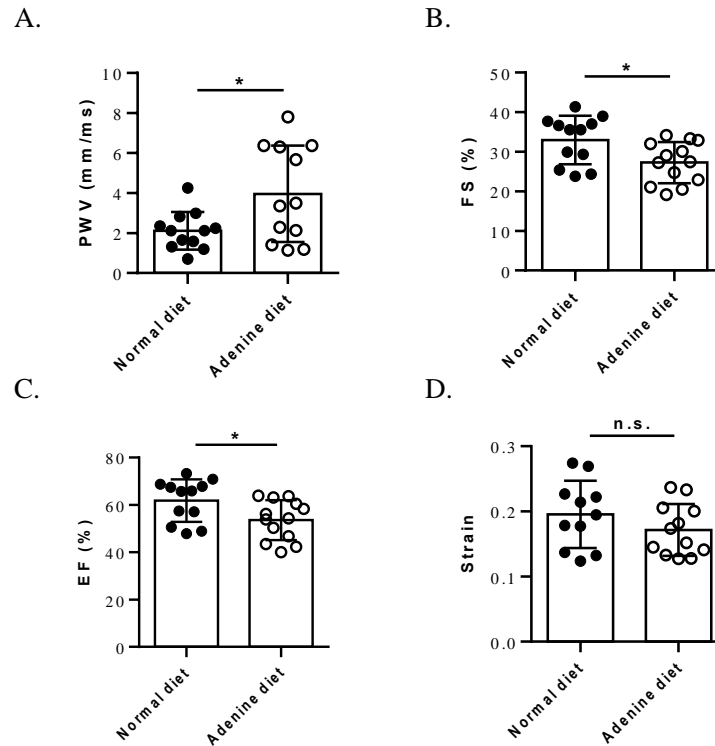 A.
PWV (mm/ms)
10
8
6
4
2
0
*
Normal diet
Adenine diet
B.
FS (%)
50
40
30
20
10
0
*
Normal diet
Adenine diet
C.
EF (%)
80
60
40
20
0
*
Normal diet
Adenine diet
D.
Strain
0.3
0.2
0.1
0.0
n.s.
Normal diet
Adenine diet